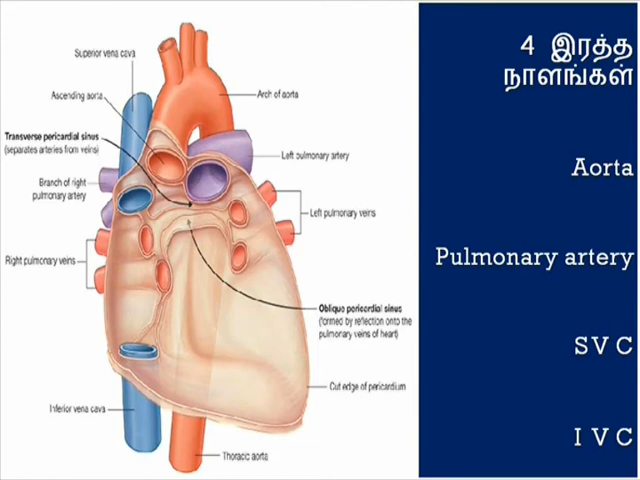 Superior vena cava
Ascending aorta
Arch of aorta
Transverse pericardial sinus
(separates arteries from veins)
Left pulmonary artery
Branch of right
pulmonary artery
Left pulmonary veins
Right pulmonary veins
Oblique pericardial sinus
(formed by reflection onto the
pulmonary veins of heart)
Cut edge of pericardium
Inferior vena cava
Thoracic aorta
4 இரத்த
நாளங்கள்
Aorta
Pulmonary artery
S V C
I V C